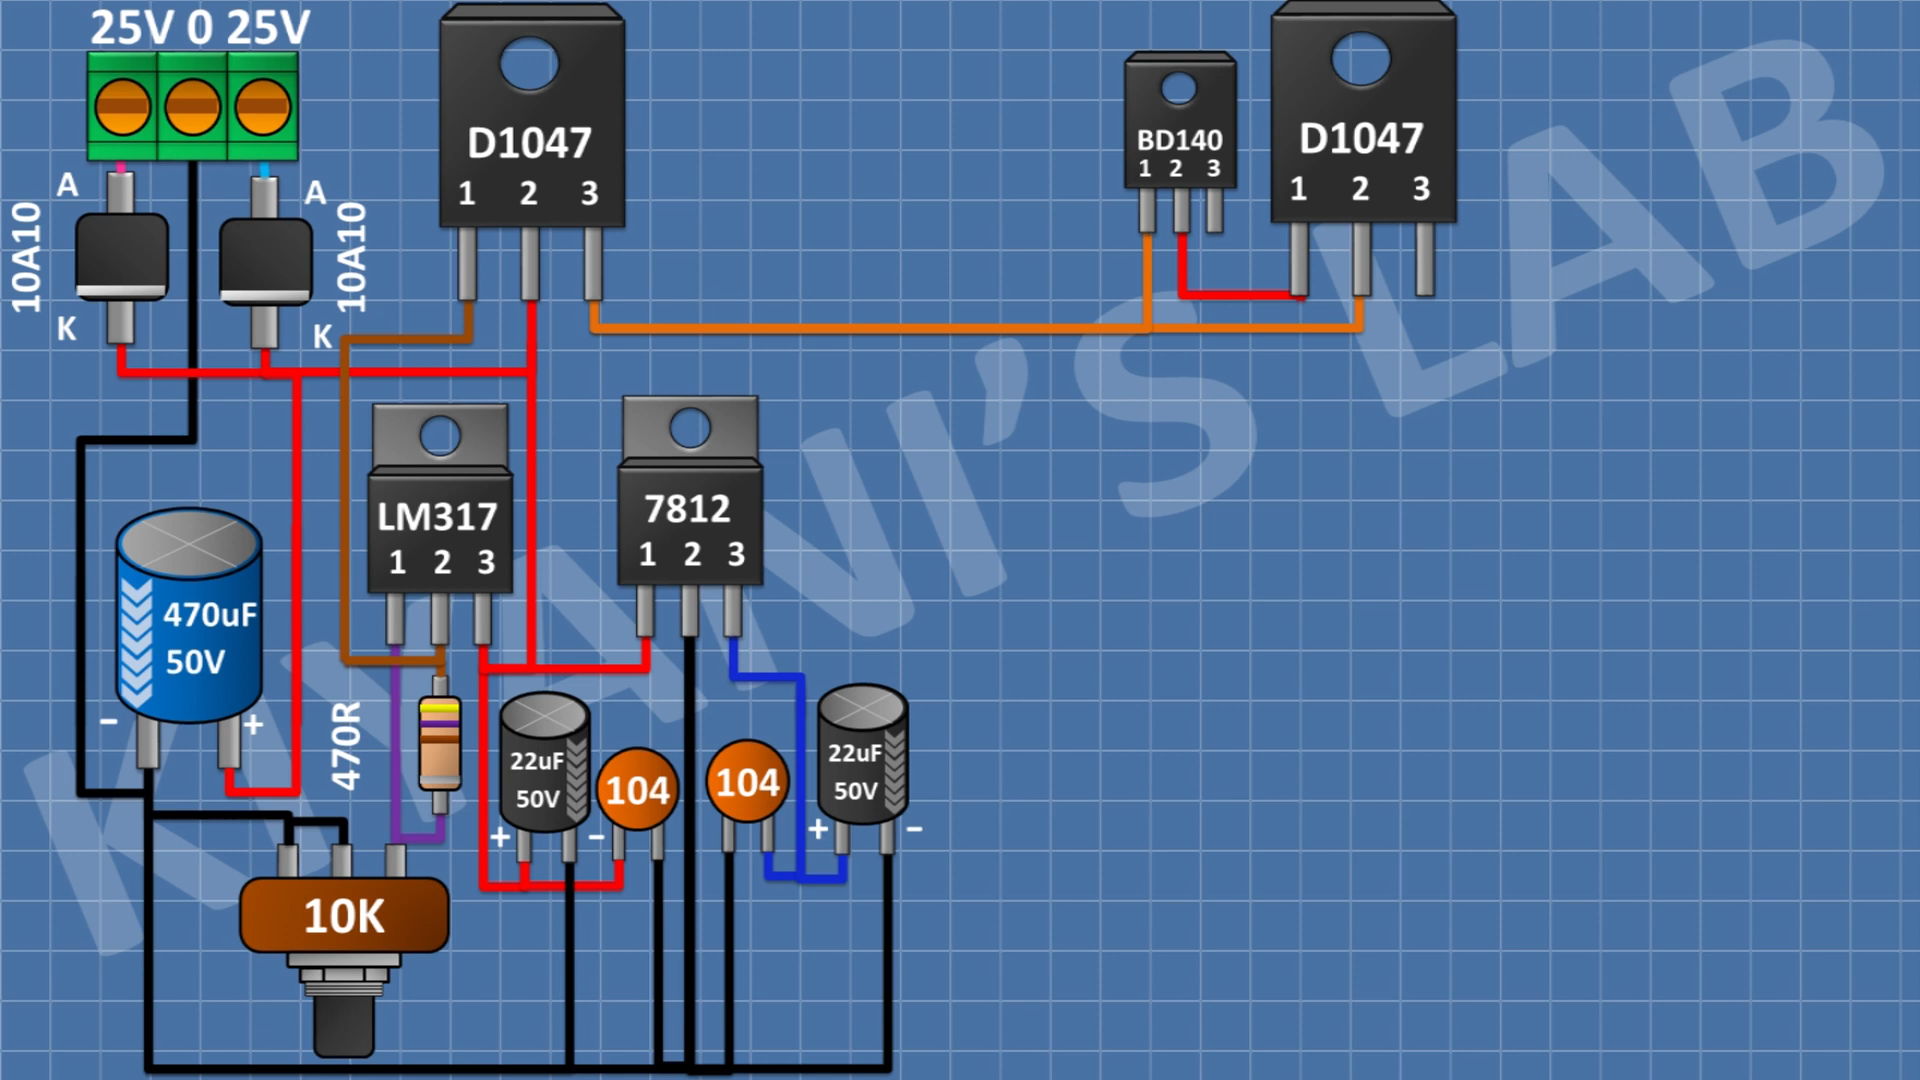 25V 0 25V
A
A
10A10
10A10
K
K
D1047
1 2 3
BD140
1 2 3
D1047
1 2 3
LM317
1 2 3
7812
1 2 3
470uF
50V
- +
470R
22uF
50V
+ -
104
104
22uF
50V
+ -
10K
KHANI'S LAB